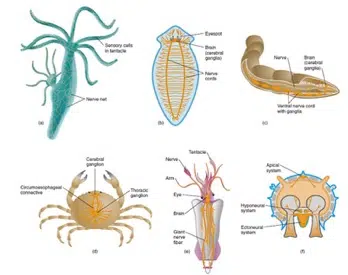 Sensory cells
in tentacle
Nerve net
(a)
Eyespot
Brain
(cerebral
ganglia)
Nerve
cords
(b)
Nerve
Brain
(cerebral
ganglia)
Ventral nerve cord
with ganglia
(c)
Cerebral
ganglion
Circumoesophageal
connective
Thoracic
ganglion
(d)
Tentacle
Nerve
Arm
Eye
Brain
Giant
nerve
fiber
(e)
Apical
system
Hyponeural
system
Ectoneural
system
(f)